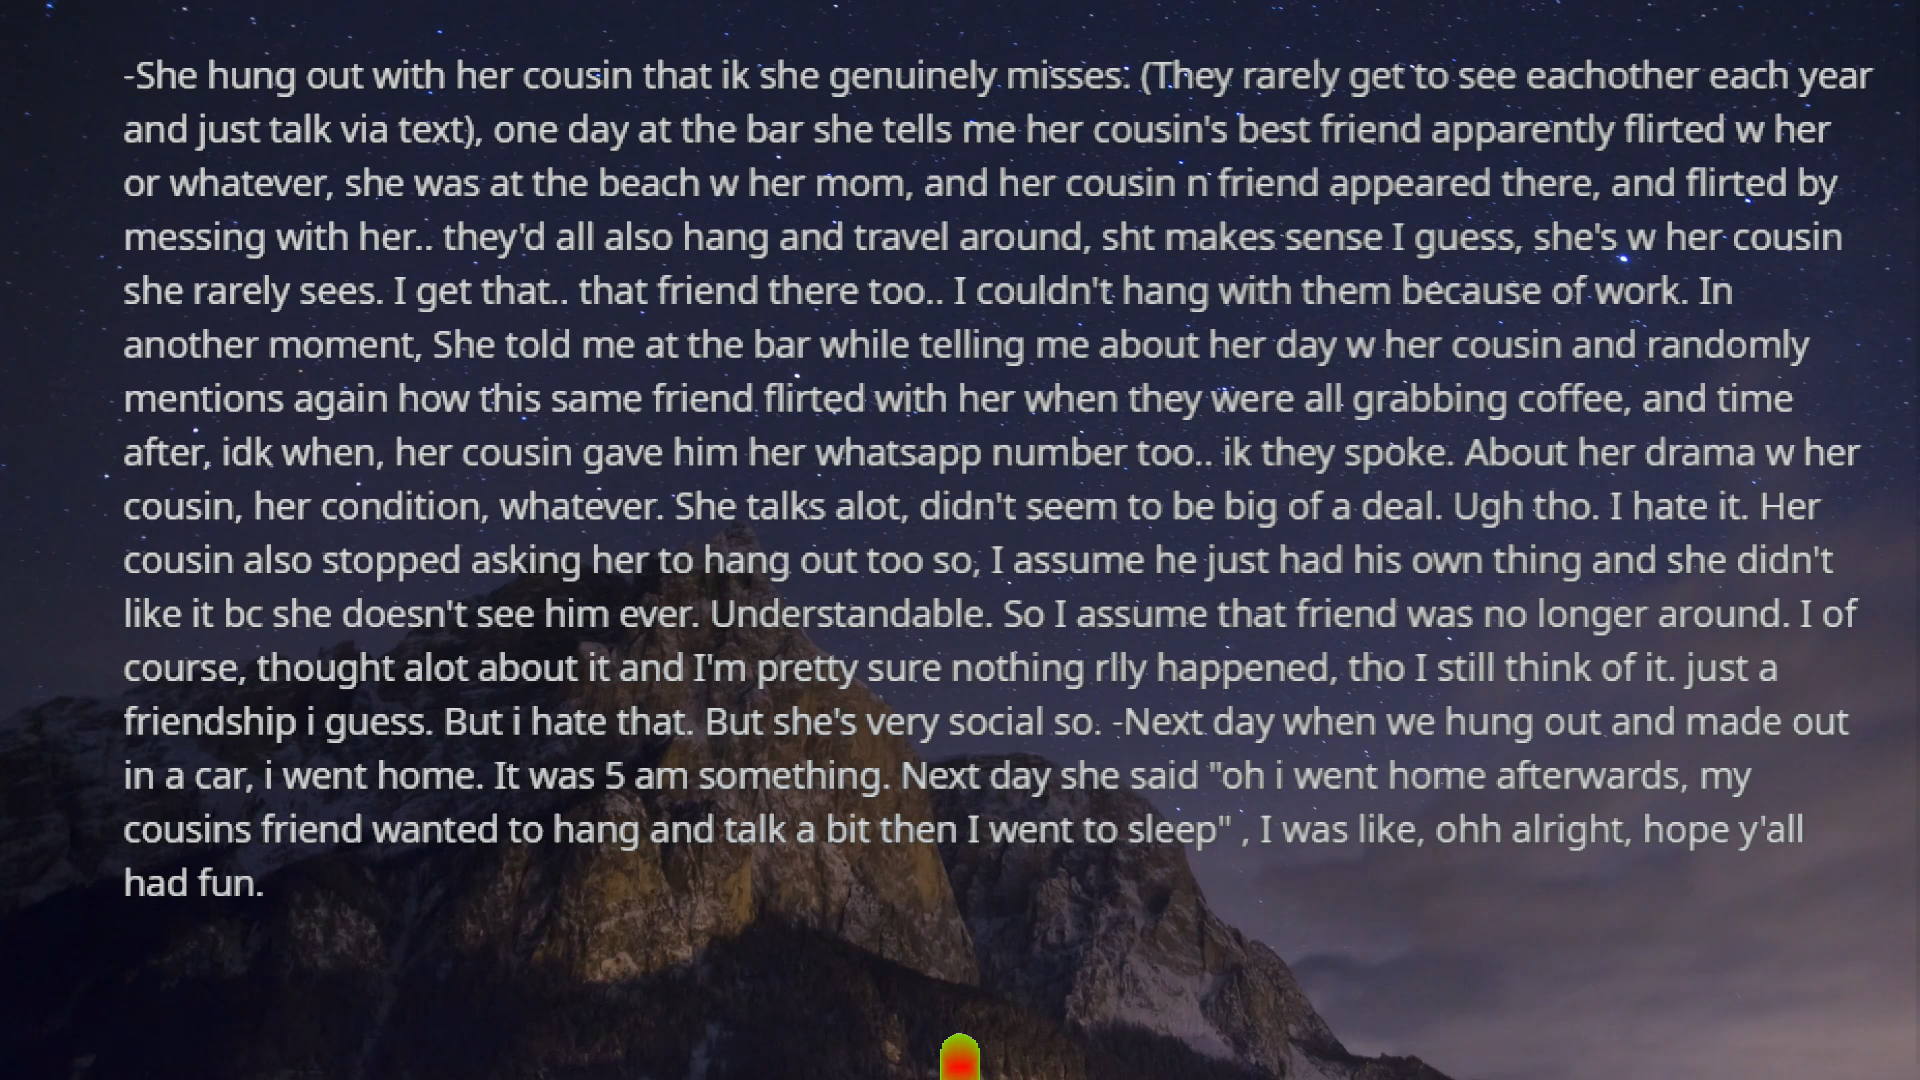 -She hung out with her cousin that ik she genuinely misses. (They rarely get to see eachother each year
and just talk via text), one day at the bar she tells me her cousin's best friend apparently flirted w her
or whatever, she was at the beach w her mom, and her cousin n friend appeared there, and flirted by
messing with her.. they'd all also hang and travel around, sht makes sense I guess, she's w her cousin
she rarely sees. I get that.. that friend there too.. I couldn't hang with them because of work. In
another moment, She told me at the bar while telling me about her day w her cousin and randomly
mentions again how this same friend flirted with her when they were all grabbing coffee, and time
after, idk when, her cousin gave him her whatsapp number too.. ik they spoke. About her drama w her
cousin, her condition, whatever. She talks alot, didn't seem to be big of a deal. Ugh tho. I hate it. Her
cousin also stopped asking her to hang out too so, I assume he just had his own thing and she didn't
like it bc she doesn't see him ever. Understandable. So I assume that friend was no longer around. I of
course, thought alot about it and I'm pretty sure nothing rlly happened, tho I still think of it. just a
friendship i guess. But i hate that. But she's very social so. -Next day when we hung out and made out
in a car, i went home. It was 5 am something. Next day she said "oh i went home afterwards, my
cousins friend wanted to hang and talk a bit then I went to sleep" , I was like, ohh alright, hope y'all
had fun.